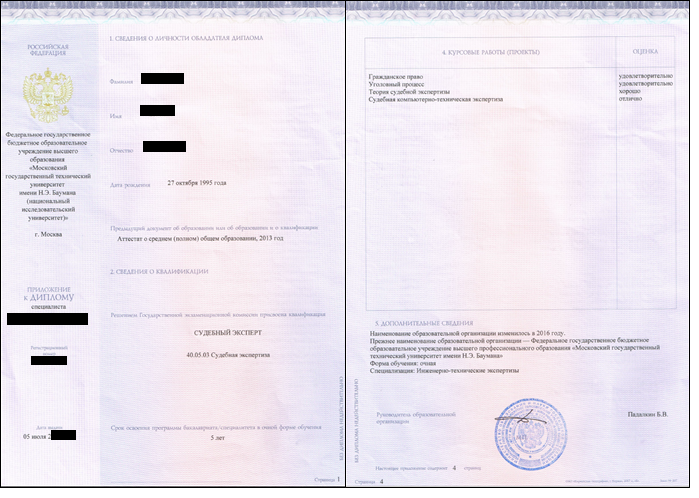 РОССИЙСКАЯ
ФЕДЕРАЦИЯ
Федеральное государственное
бюджетное образовательное
учреждение высшего
образования
«Московский
государственный технический
университет
имени Н.Э. Баумана
(национальный
исследовательский
университет)»
г. Москва
ПРИЛОЖЕНИЕ
к ДИПЛОМУ
специалиста
Регистрационный
номер
Дата выдачи
05 июля 2
1. СВЕДЕНИЯ О ЛИЧНОСТИ ОБЛАДАТЕЛЯ ДИПЛОМА
Фамилия
Имя
Отчество
Дата рождения 27 октября 1995 года
Предыдущий документ об образовании или об образовании и о квалификации
Аттестат о среднем (полном) общем образовании, 2013 год
2. СВЕДЕНИЯ О КВАЛИФИКАЦИИ
Решением Государственной экзаменационной комиссии присвоена квалификация
СУДЕБНЫЙ ЭКСПЕРТ
40.05.03 Судебная экспертиза
Срок освоения программы бакалавриата/специалитета в очной форме обучения
5 лет
БЕЗ ДИПЛОМА НЕДЕЙСТВИТЕЛЬНО
Страница 1
4. КУРСОВЫЕ РАБОТЫ (ПРОЕКТЫ) ОЦЕНКА
Гражданское право удовлетворительно
Уголовный процесс удовлетворительно
Теория судебной экспертизы хорошо
Судебная компьютерно-техническая экспертиза отлично
5. ДОПОЛНИТЕЛЬНЫЕ СВЕДЕНИЯ
Наименование образовательной организации изменилось в 2016 году.
Прежнее наименование образовательной организации — Федеральное государственное бюджетное
образовательное учреждение высшего профессионального образования «Московский государственный
технический университет имени Н.Э. Баумана»
Форма обучения: очная
Специализация: Инженерно-технические экспертизы
Руководитель образовательной
организации
Падалкин Б.В.
Настоящее приложение содержит 4 страниц
БЕЗ ДИПЛОМА НЕДЕЙСТВИТЕЛЬНО
Страница 4